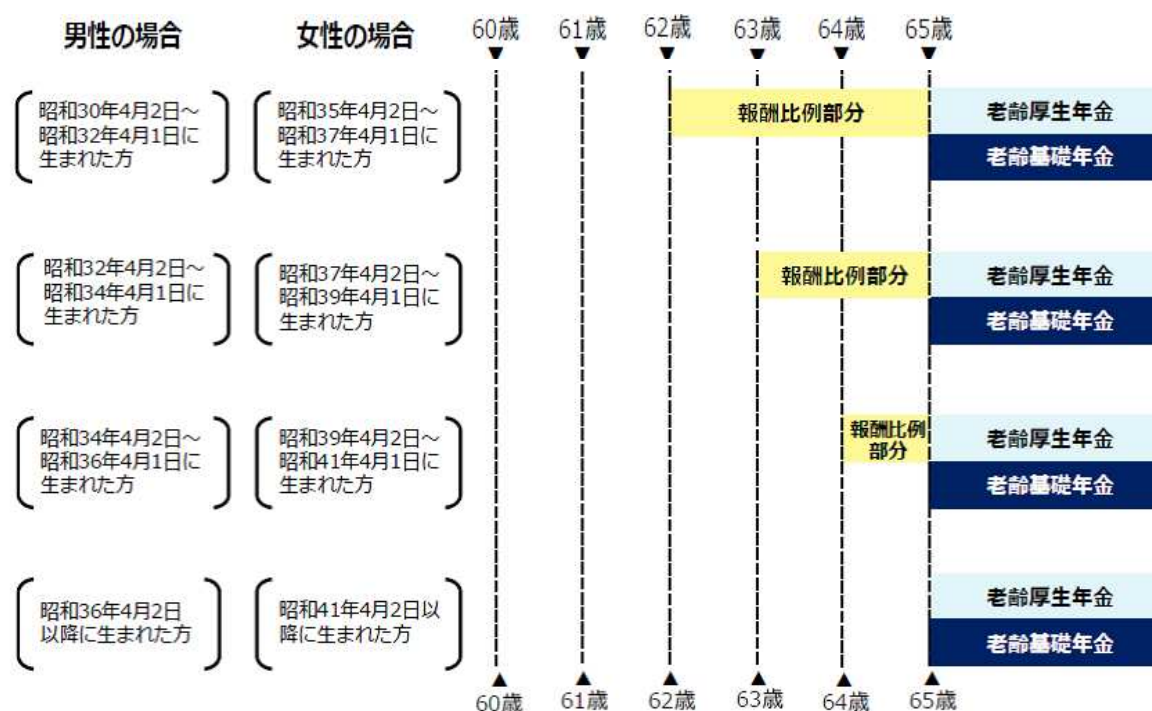 男性の場合
女性の場合
60歳 61歳 62歳 63歳 64歳 65歳
▼ ▼ ▼ ▼ ▼ ▼
昭和30年4月2日～
昭和32年4月1日に
生まれた方
昭和35年4月2日～
昭和37年4月1日に
生まれた方
報酬比例部分
老齢厚生年金
老齢基礎年金
昭和32年4月2日～
昭和34年4月1日に
生まれた方
昭和37年4月2日～
昭和39年4月1日に
生まれた方
報酬比例部分
老齢厚生年金
老齢基礎年金
昭和34年4月2日～
昭和36年4月1日に
生まれた方
昭和39年4月2日～
昭和41年4月1日に
生まれた方
報酬比例
部分
老齢厚生年金
老齢基礎年金
昭和36年4月2日
以降に生まれた方
昭和41年4月2日以
降に生まれた方
老齢厚生年金
老齢基礎年金
▲ ▲ ▲ ▲ ▲ ▲
60歳 61歳 62歳 63歳 64歳 65歳